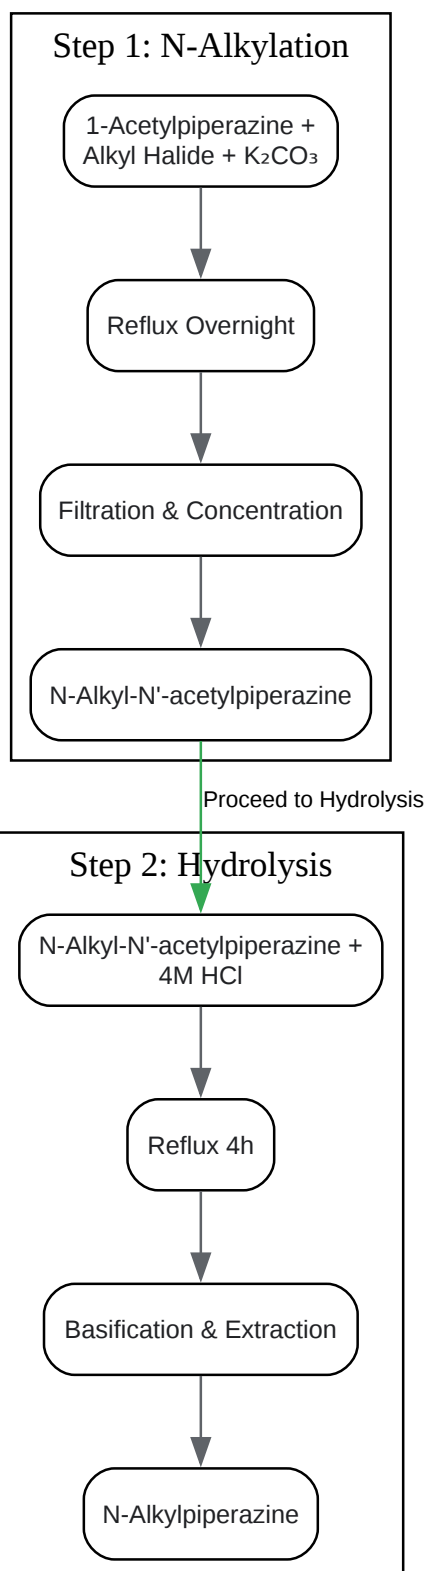 Step 1: N-Alkylation
1-Acetylpiperazine +
Alkyl Halide + K₂CO₃
Reflux Overnight
Filtration & Concentration
N-Alkyl-N'-acetylpiperazine
Proceed to Hydrolysis
Step 2: Hydrolysis
N-Alkyl-N'-acetylpiperazine +
4M HCl
Reflux 4h
Basification & Extraction
N-Alkylpiperazine